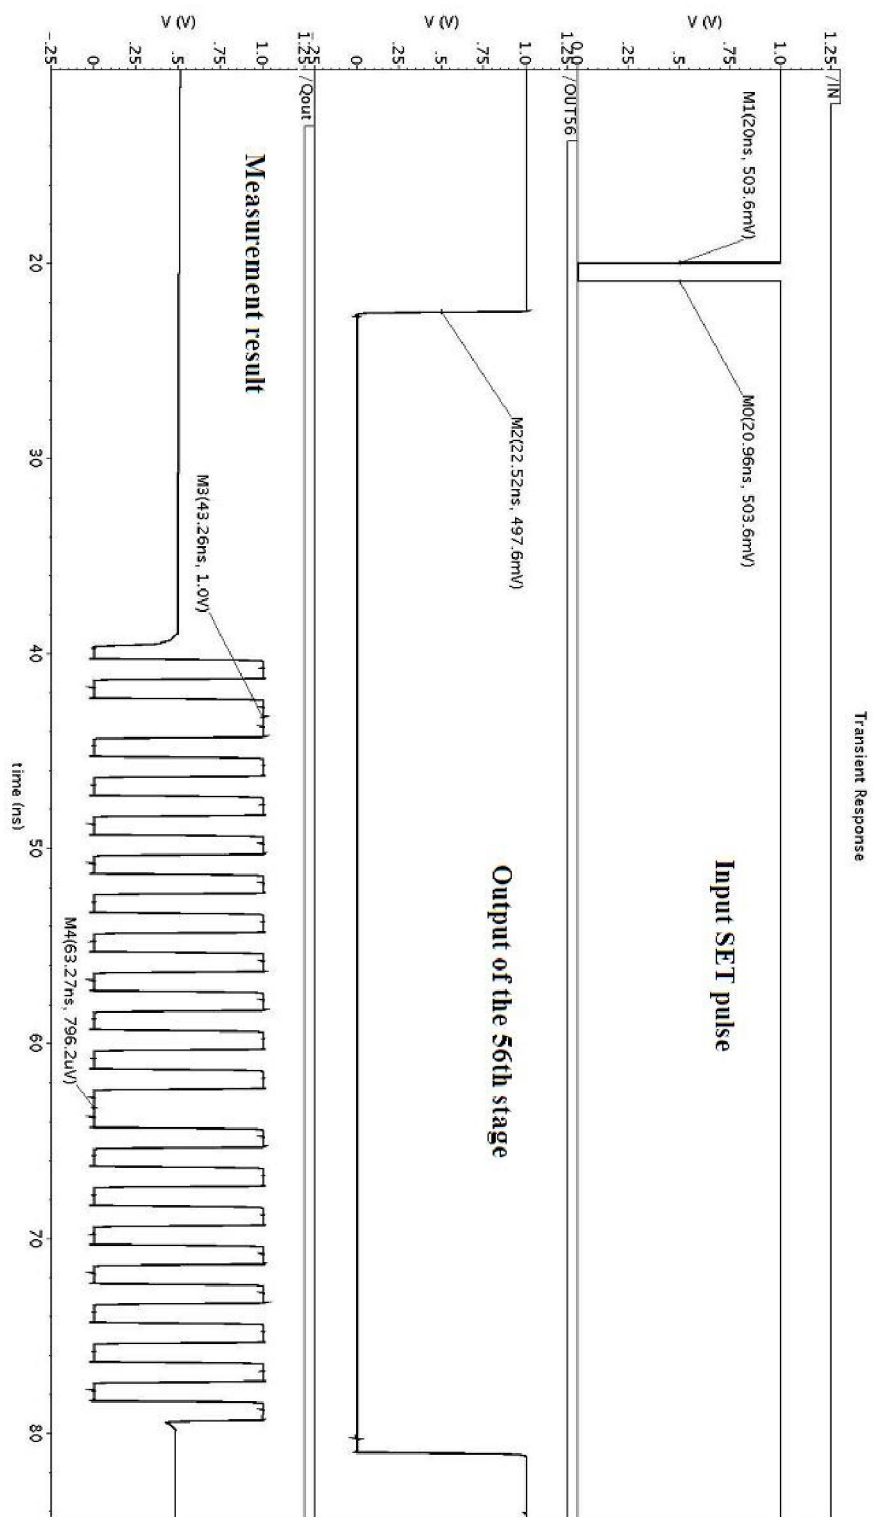 Transient Response
/IN
V (V)
1.25
1.0
.75
.5
.25
0
M1(20ns, 503.6mV)
M0(20.96ns, 503.6mV)
Input SET pulse
/OUT56
V (V)
1.0
.75
.5
.25
0
M2(22.52ns, 497.6mV)
Output of the 56th stage
/Qout
V (V)
1.25
1.0
.75
.5
.25
0
-.25
Measurement result
M3(43.26ns, 1.0V)
M4(63.27ns, 796.2uV)
20
30
40
50
60
70
80
time (ns)